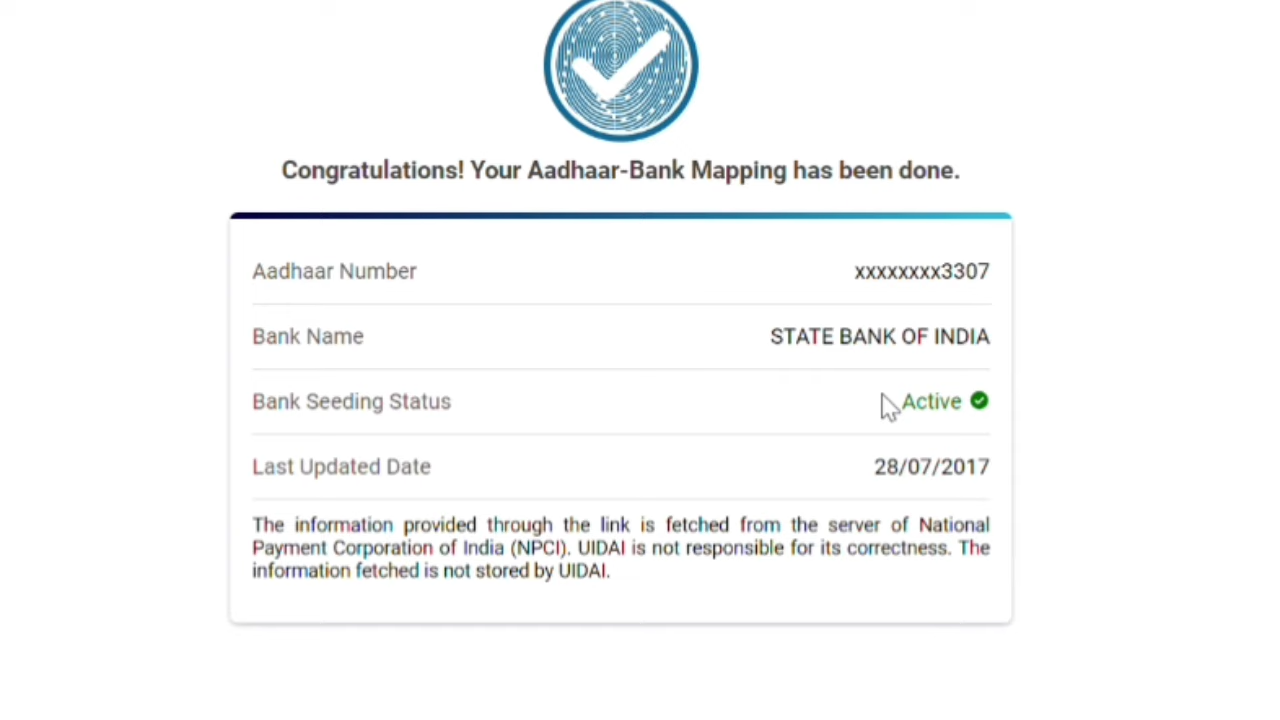 Congratulations! Your Aadhaar-Bank Mapping has been done.
Aadhaar Number xxxxxxxx3307
Bank Name STATE BANK OF INDIA
Bank Seeding Status Active
Last Updated Date 28/07/2017
The information provided through the link is fetched from the server of National
Payment Corporation of India (NPCI). UIDAI is not responsible for its correctness. The
information fetched is not stored by UIDAI.